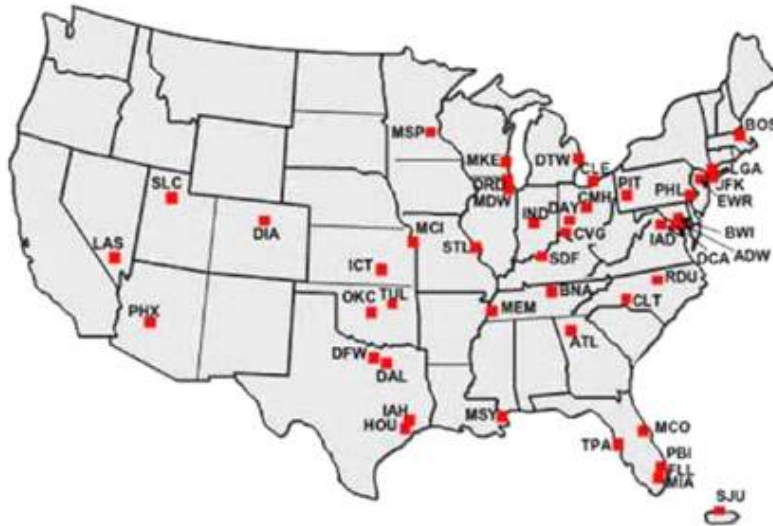 BOS
MSP
MKE
DTW
CLE
LGA
ORD
JFK
SLC
MDW
DAY
CMH
PIT
PHL
EWR
IND
DIA
MCI
STL
CVG
IAD
BWI
LAS
DCA
ADW
ICT
SDF
RDU
OKC
TUL
BNA
MEM
CLT
PHX
ATL
DFW
DAL
IAH
HOU
MSY
MCO
TPA
PBI
FLL
MIA
SJU